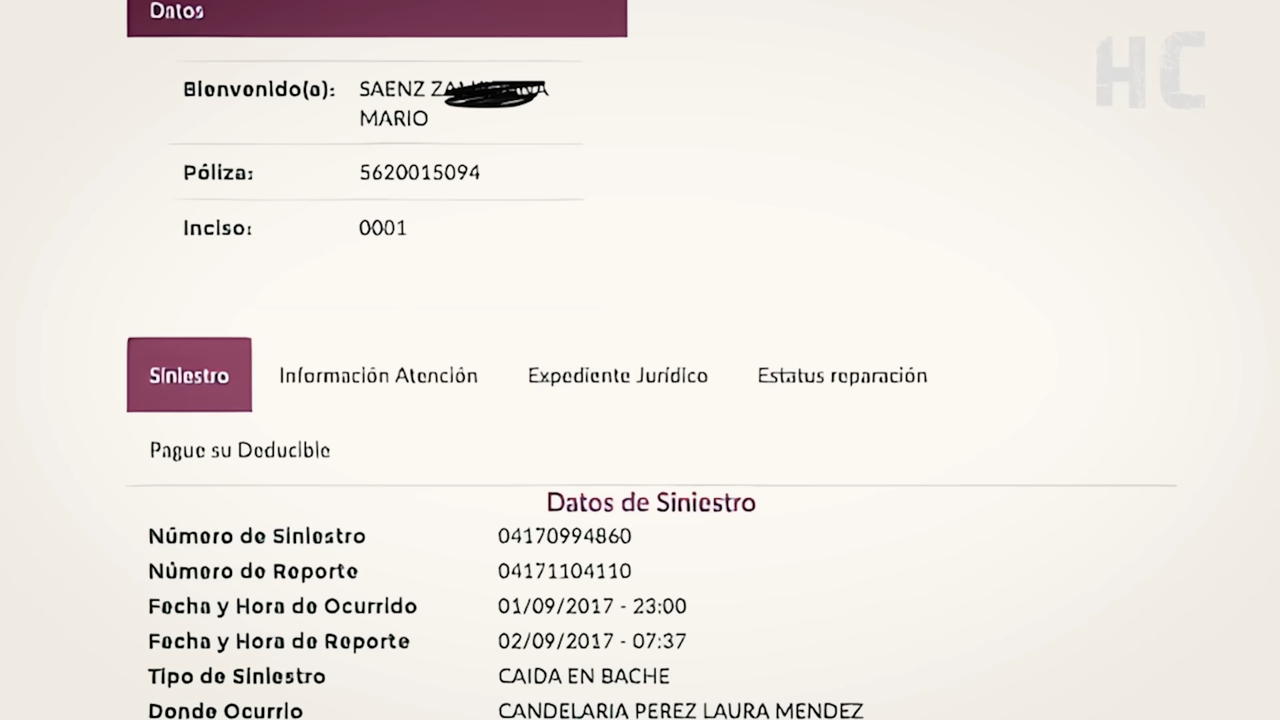 Datos
HC
Bienvenido(a): SAENZ
MARIO
Póliza: 5620015094
Inciso: 0001
Siniestro Información Atención Expediente Jurídico Estatus reparación
Pague su Deducible
Datos de Siniestro
Número de Siniestro 04170994860
Número de Reporte 04171104110
Fecha y Hora de Ocurrido 01/09/2017 - 23:00
Fecha y Hora de Reporte 02/09/2017 - 07:37
Tipo de Siniestro CAIDA EN BACHE
Donde Ocurrio CANDELARIA PEREZ LAURA MENDEZ